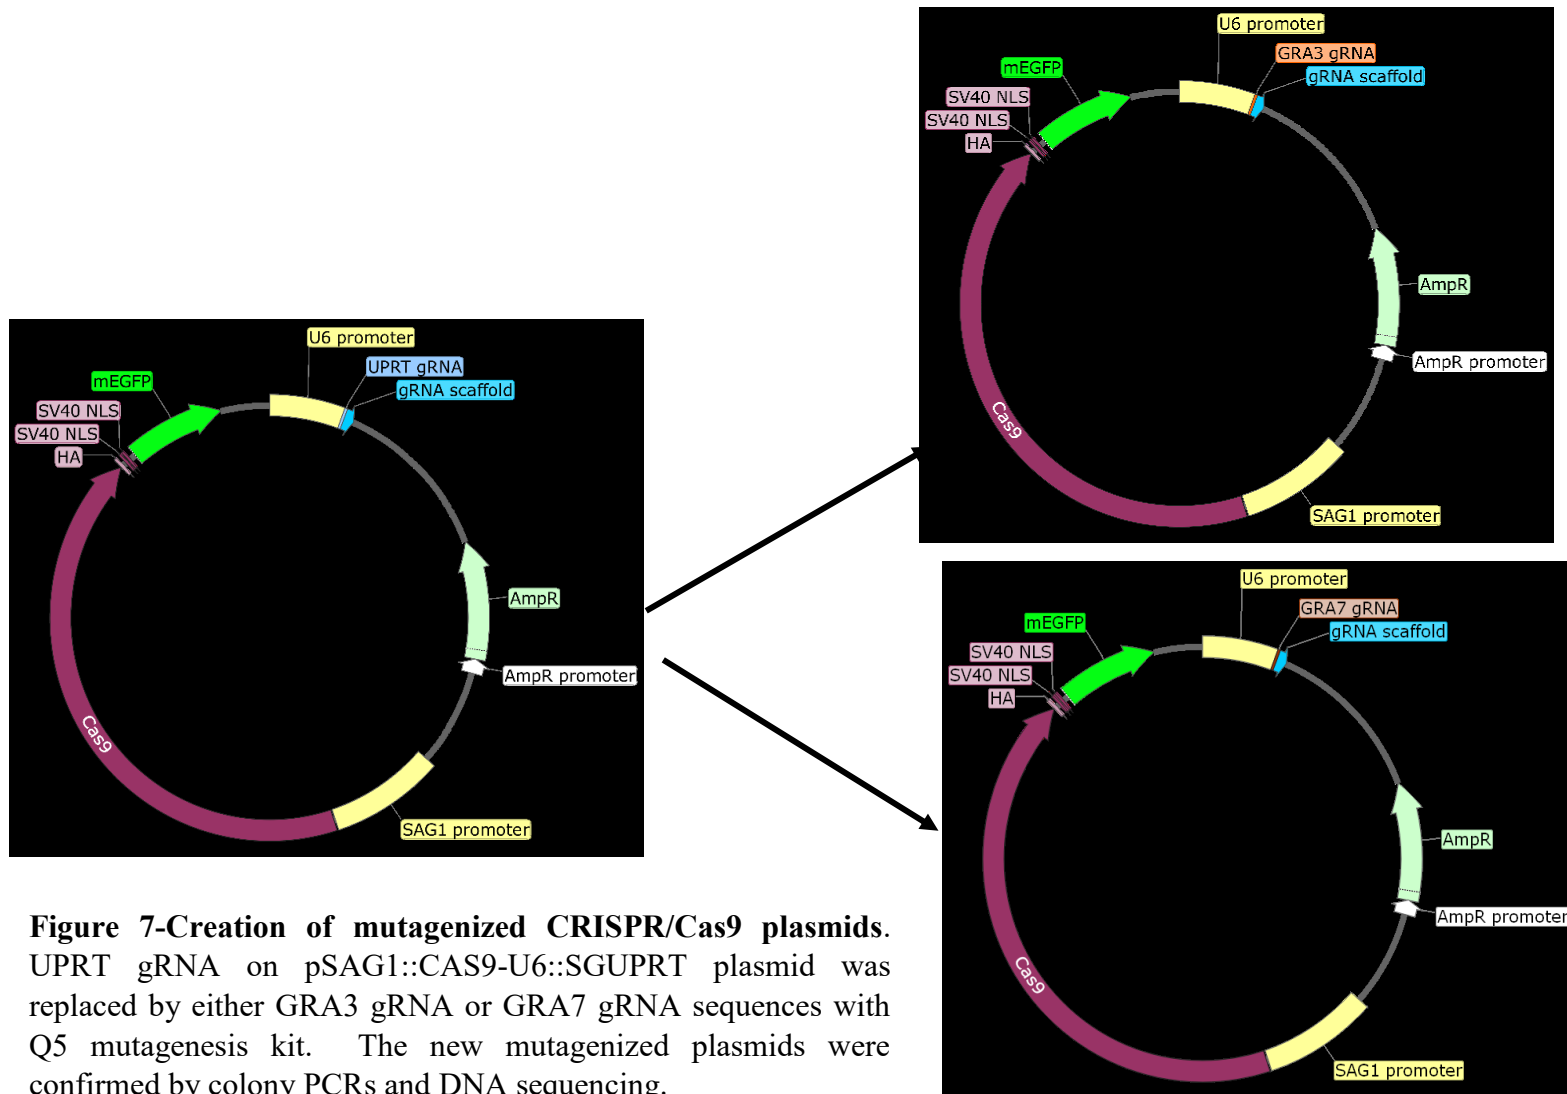 U6 promoter
GRA3 gRNA
mEGFP
gRNA scaffold
SV40 NLS
SV40 NLS
HA
AmpR
AmpR promoter
Cas9
SAG1 promoter
U6 promoter
UPRT gRNA
mEGFP
gRNA scaffold
SV40 NLS
SV40 NLS
HA
AmpR
AmpR promoter
Cas9
SAG1 promoter
U6 promoter
GRA7 gRNA
mEGFP
gRNA scaffold
SV40 NLS
SV40 NLS
HA
AmpR
AmpR promoter
Cas9
SAG1 promoter
Figure 7-Creation of mutagenized CRISPR/Cas9 plasmids.
UPRT gRNA on pSAG1::CAS9-U6::SGUPRT plasmid was
replaced by either GRA3 gRNA or GRA7 gRNA sequences with
Q5 mutagenesis kit. The new mutagenized plasmids were
confirmed by colony PCRs and DNA sequencing.